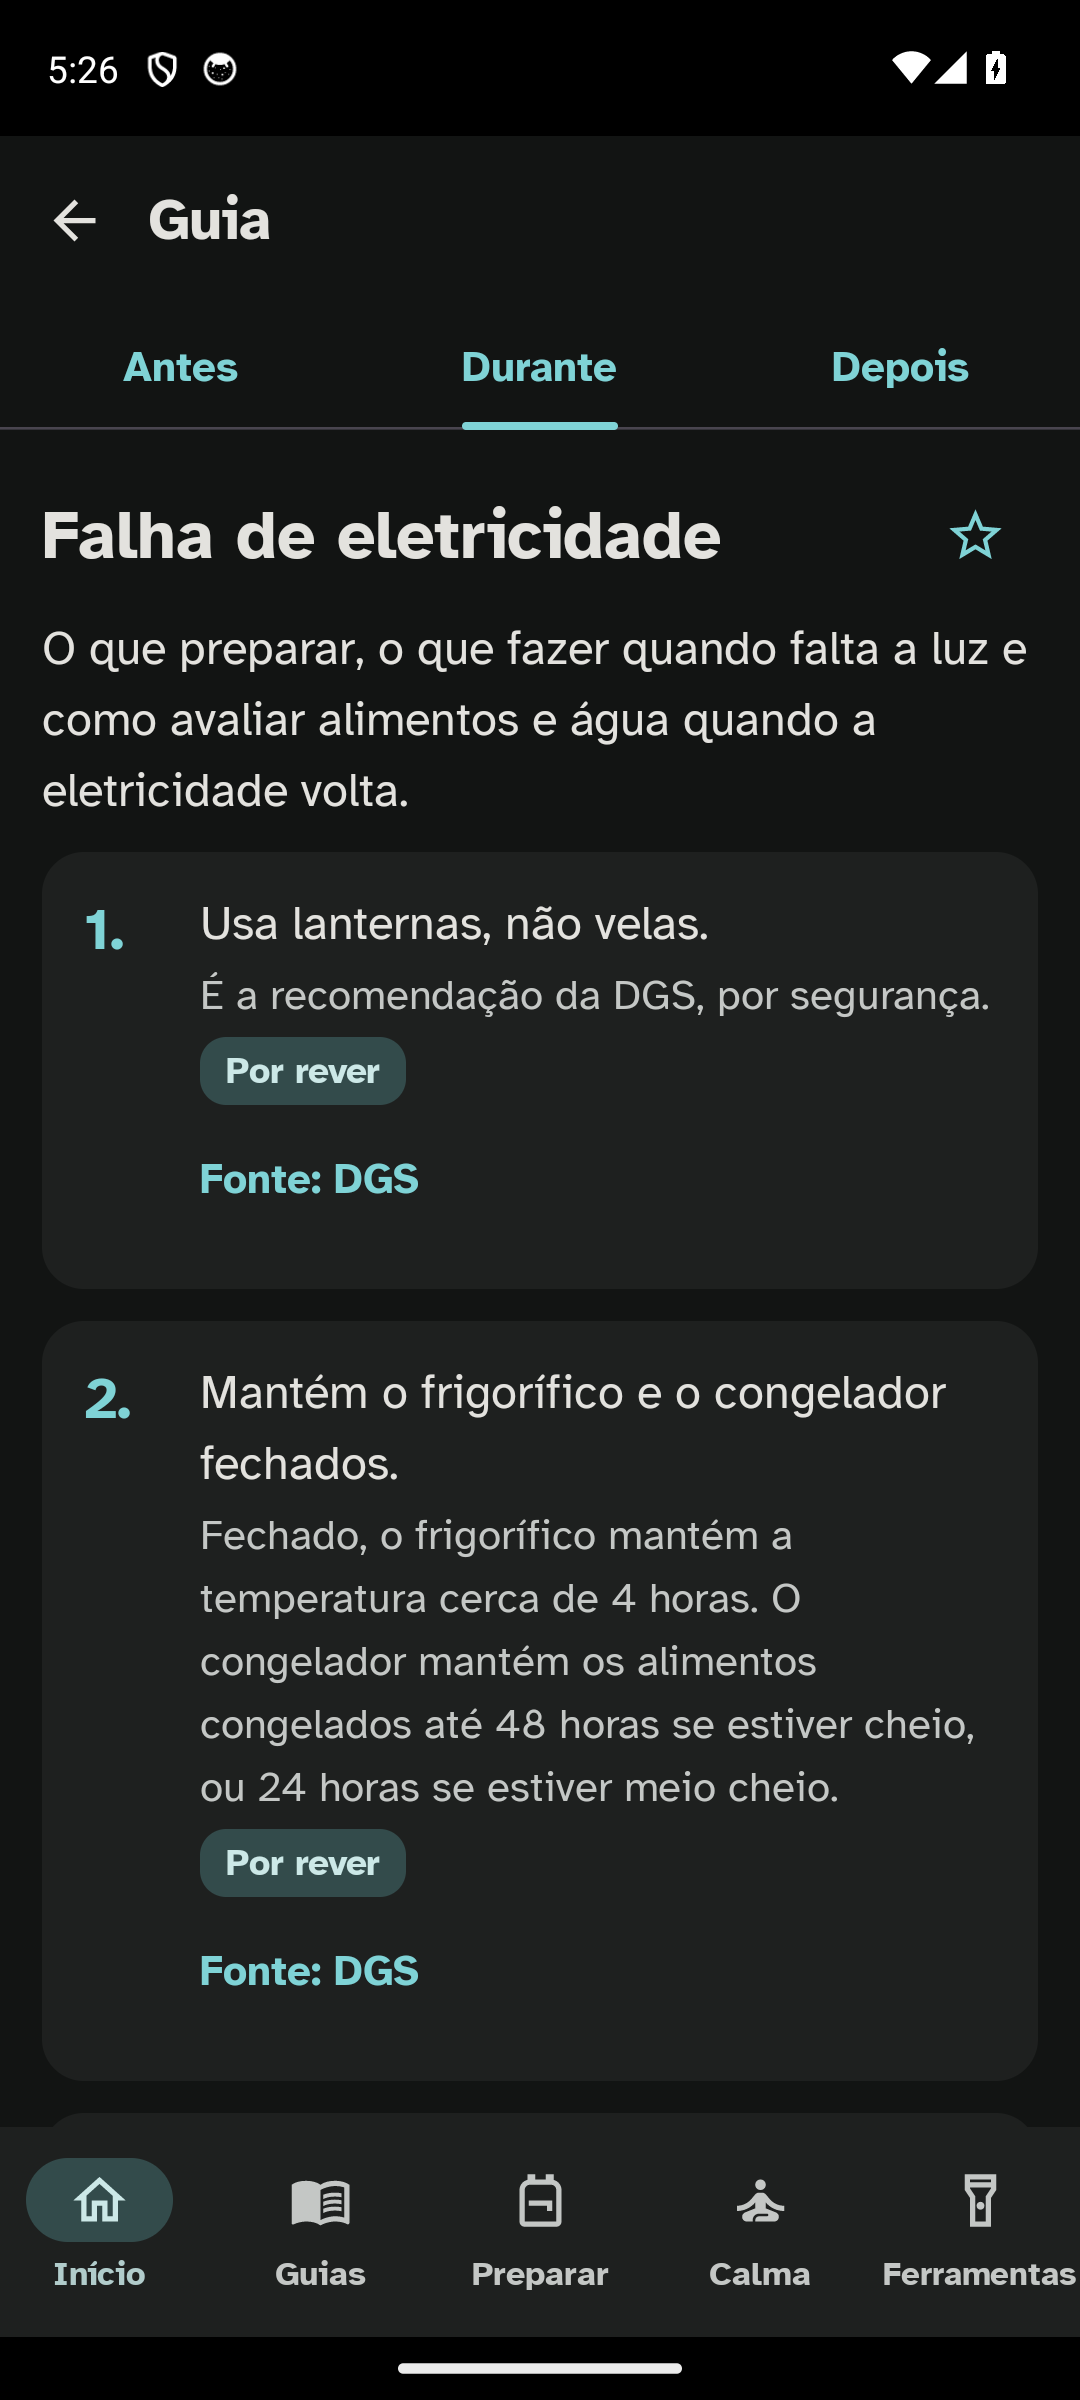 5:26
Guia
Antes
Durante
Depois
Falha de eletricidade
O que preparar, o que fazer quando falta a luz e
como avaliar alimentos e água quando a
eletricidade volta.
1.
Usa lanternas, não velas.
É a recomendação da DGS, por segurança.
Por rever
Fonte: DGS
2.
Mantém o frigorífico e o congelador
fechados.
Fechado, o frigorífico mantém a
temperatura cerca de 4 horas. O
congelador mantém os alimentos
congelados até 48 horas se estiver cheio,
ou 24 horas se estiver meio cheio.
Por rever
Fonte: DGS
Início
Guias
Preparar
Calma
Ferramentas